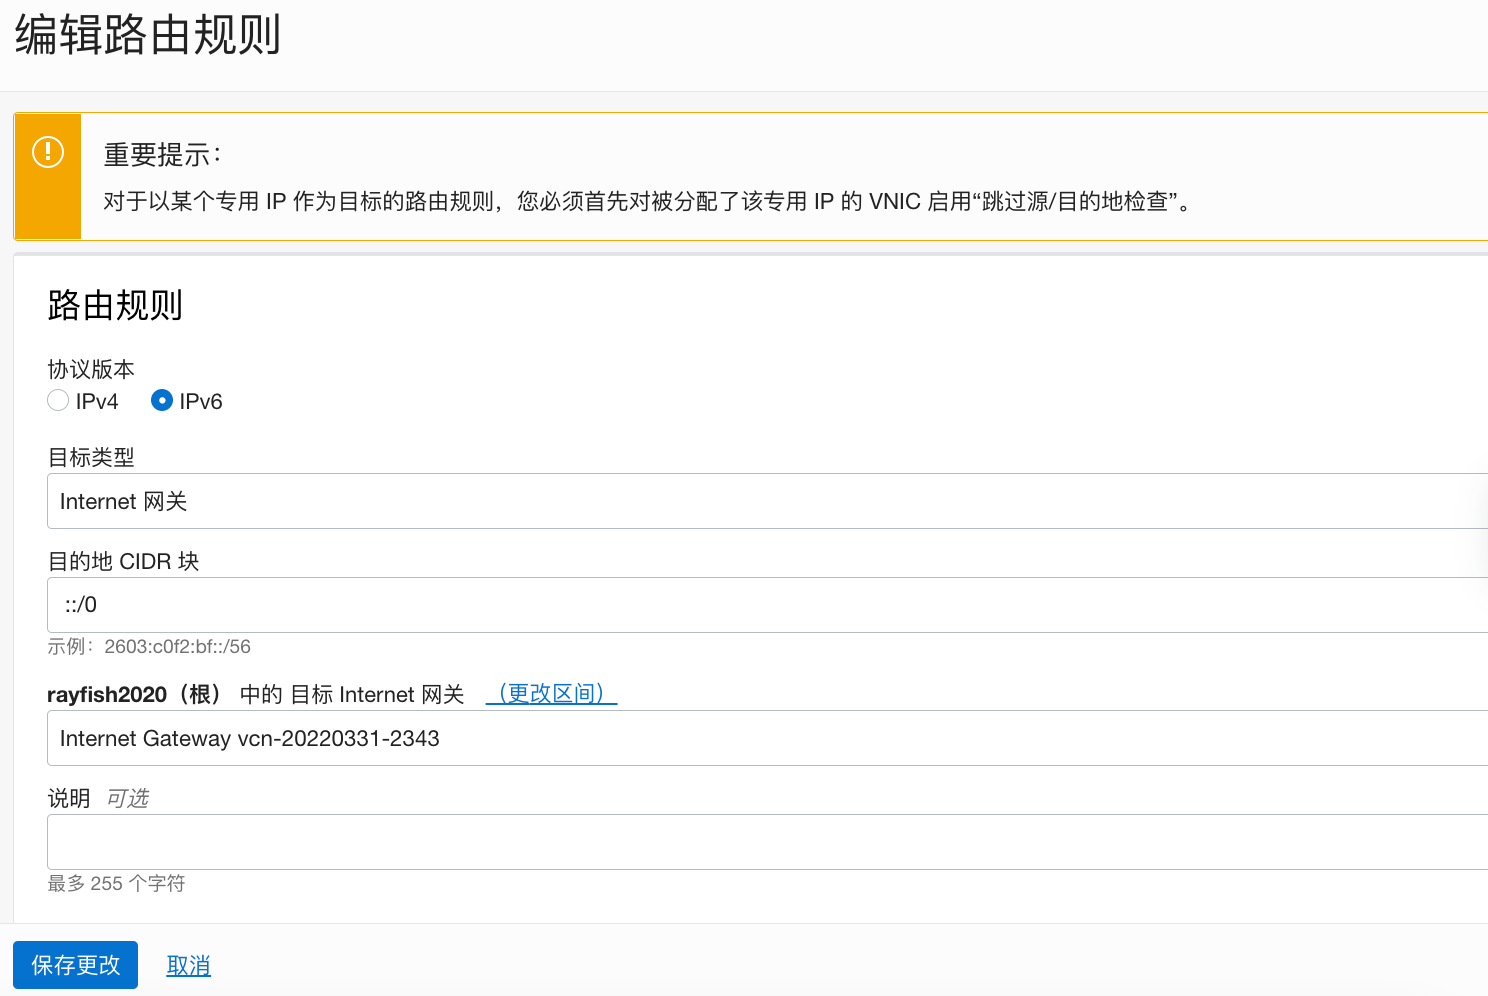 编辑路由规则
重要提示：
对于以某个专用 IP 作为目标的路由规则，您必须首先对被分配了该专用 IP 的 VNIC 启用“跳过源/目的地检查”。
路由规则
协议版本
IPv4 IPv6
目标类型
Internet 网关
目的地 CIDR 块
::/0
示例：2603:c0f2:bf::/56
rayfish2020（根） 中的 目标 Internet 网关 （更改区间）
Internet Gateway vcn-20220331-2343
说明 可选
最多 255 个字符
保存更改 取消